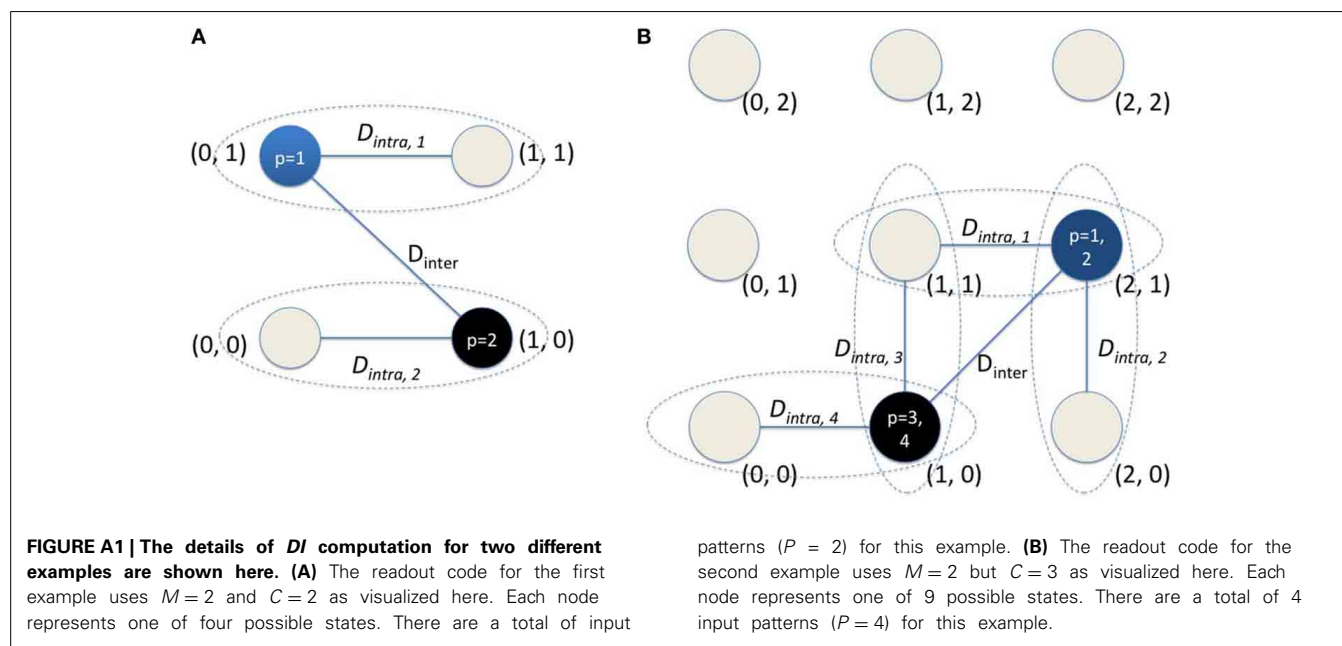 A
(0, 1)
p=1
D_intra, 1
(1, 1)
D_inter
(0, 0)
D_intra, 2
p=2
(1, 0)
B
(0, 2)
(1, 2)
(2, 2)
(0, 1)
(1, 1)
D_intra, 1
p=1,
2
(2, 1)
D_intra, 3
D_inter
D_intra, 2
(0, 0)
D_intra, 4
p=3,
4
(1, 0)
(2, 0)
FIGURE A1 | The details of DI computation for two different
examples are shown here. (A) The readout code for the first
example uses M = 2 and C = 2 as visualized here. Each node
represents one of four possible states. There are a total of input
patterns (P = 2) for this example. (B) The readout code for the
second example uses M = 2 but C = 3 as visualized here. Each
node represents one of 9 possible states. There are a total of 4
input patterns (P = 4) for this example.